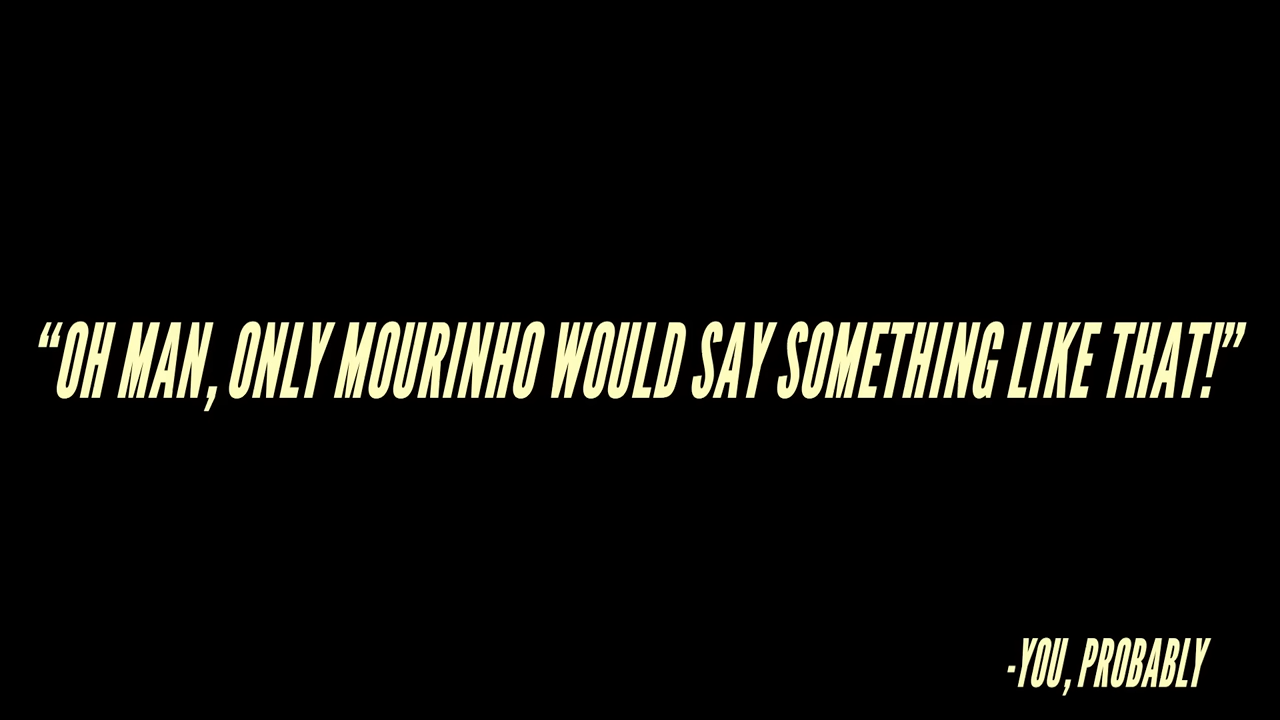 “OH MAN, ONLY MOURINHO WOULD SAY SOMETHING LIKE THAT!”
-YOU, PROBABLY